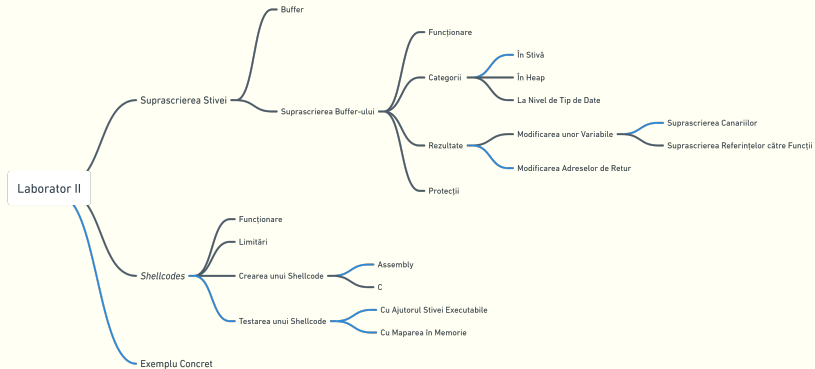 Laborator II
Suprascrierea Stivei
Buffer
Suprascrierea Buffer-ului
Funcționare
Categorii
În Stivă
În Heap
La Nivel de Tip de Date
Rezultate
Modificarea unor Variabile
Suprascrierea Canariilor
Suprascrierea Referințelor către Funcții
Modificarea Adreselor de Retur
Protecții
Shellcodes
Funcționare
Limitări
Crearea unui Shellcode
Assembly
C
Testarea unui Shellcode
Cu Ajutorul Stivei Executabile
Cu Maparea în Memorie
Exemplu Concret